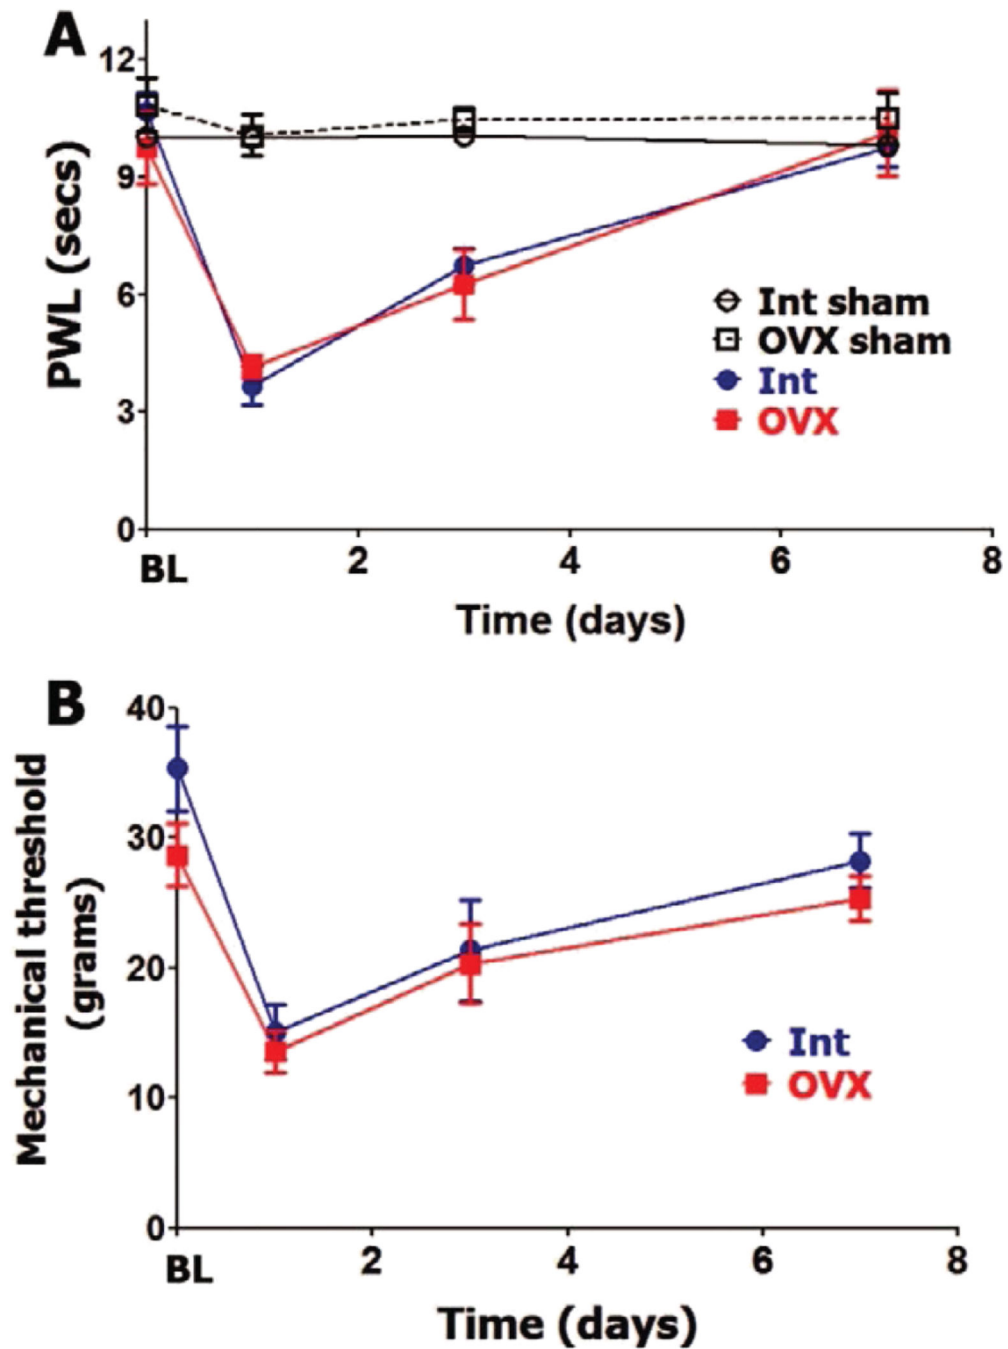 A
12
9
6
3
0
PWL (secs)
Int sham
OVX sham
Int
OVX
BL 2 4 6 8
Time (days)
B
40
30
20
10
0
Mechanical threshold
(grams)
Int
OVX
BL 2 4 6 8
Time (days)